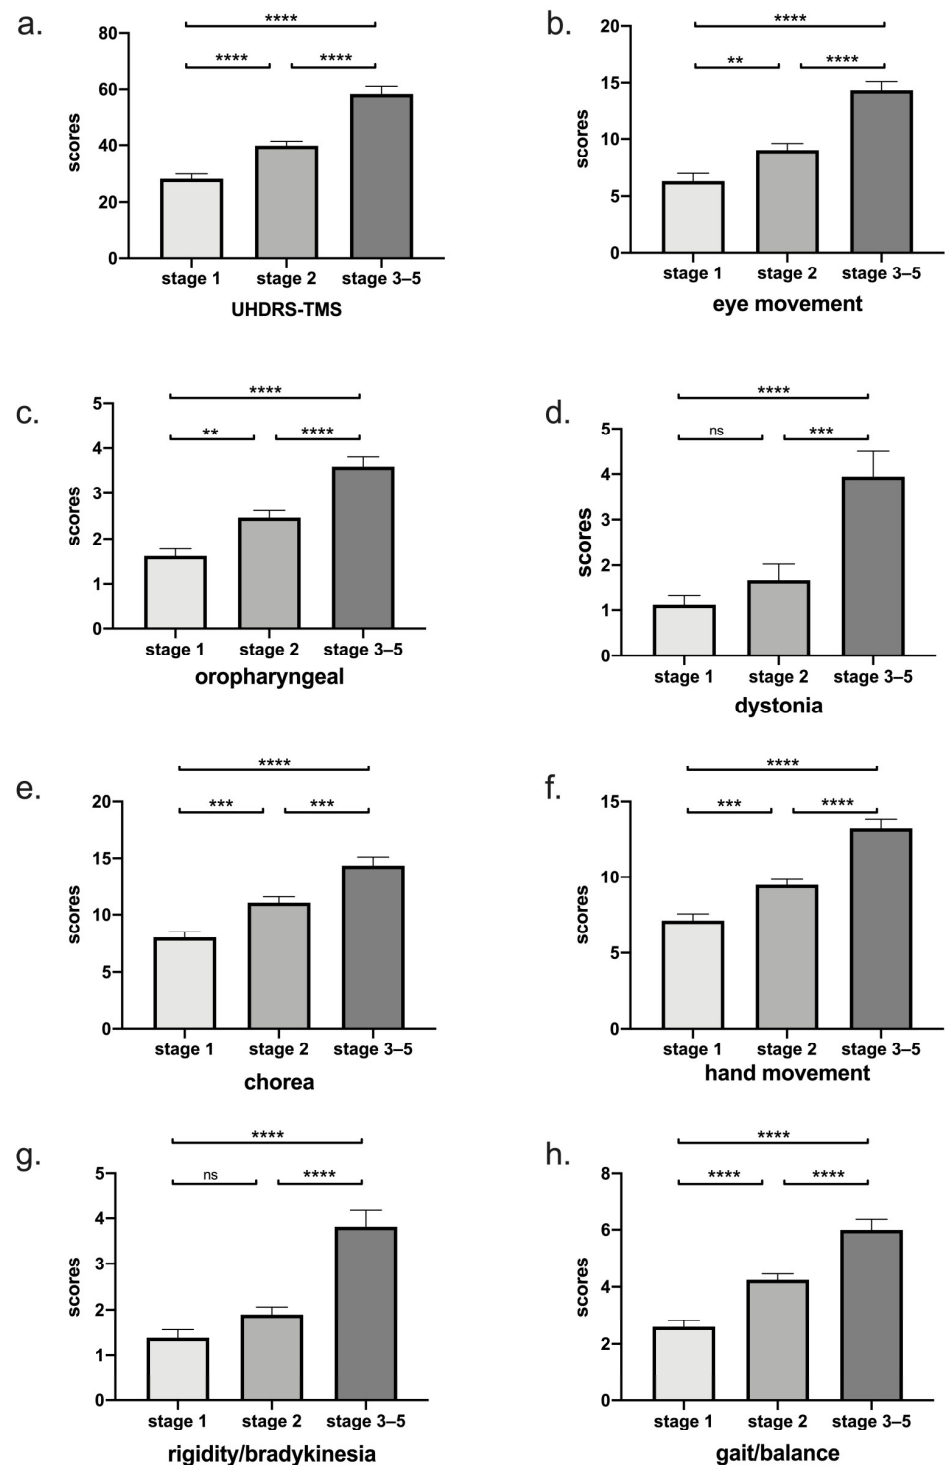 a.
****
**** ****
80
60
40
20
0
scores
stage 1 stage 2 stage 3–5
UHDRS-TMS
b.
****
** ****
20
15
10
5
0
scores
stage 1 stage 2 stage 3–5
eye movement
c.
****
** ****
5
4
3
2
1
0
scores
stage 1 stage 2 stage 3–5
oropharyngeal
d.
****
ns ***
5
4
3
2
1
0
scores
stage 1 stage 2 stage 3–5
dystonia
e.
****
*** ***
20
15
10
5
0
scores
stage 1 stage 2 stage 3–5
chorea
f.
****
*** ****
15
10
5
0
scores
stage 1 stage 2 stage 3–5
hand movement
g.
****
ns ****
5
4
3
2
1
0
scores
stage 1 stage 2 stage 3–5
rigidity/bradykinesia
h.
****
**** ****
8
6
4
2
0
scores
stage 1 stage 2 stage 3–5
gait/balance